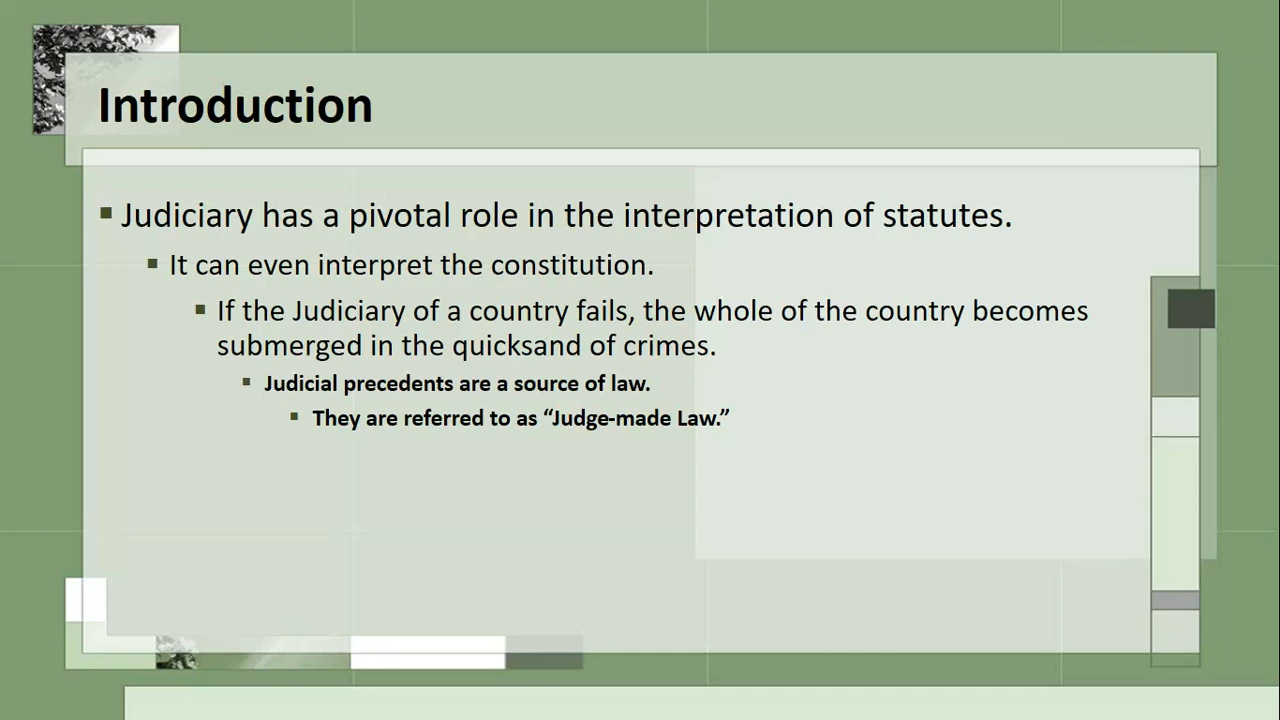 Introduction
Judiciary has a pivotal role in the interpretation of statutes.
It can even interpret the constitution.
If the Judiciary of a country fails, the whole of the country becomes
submerged in the quicksand of crimes.
Judicial precedents are a source of law.
They are referred to as “Judge-made Law.”